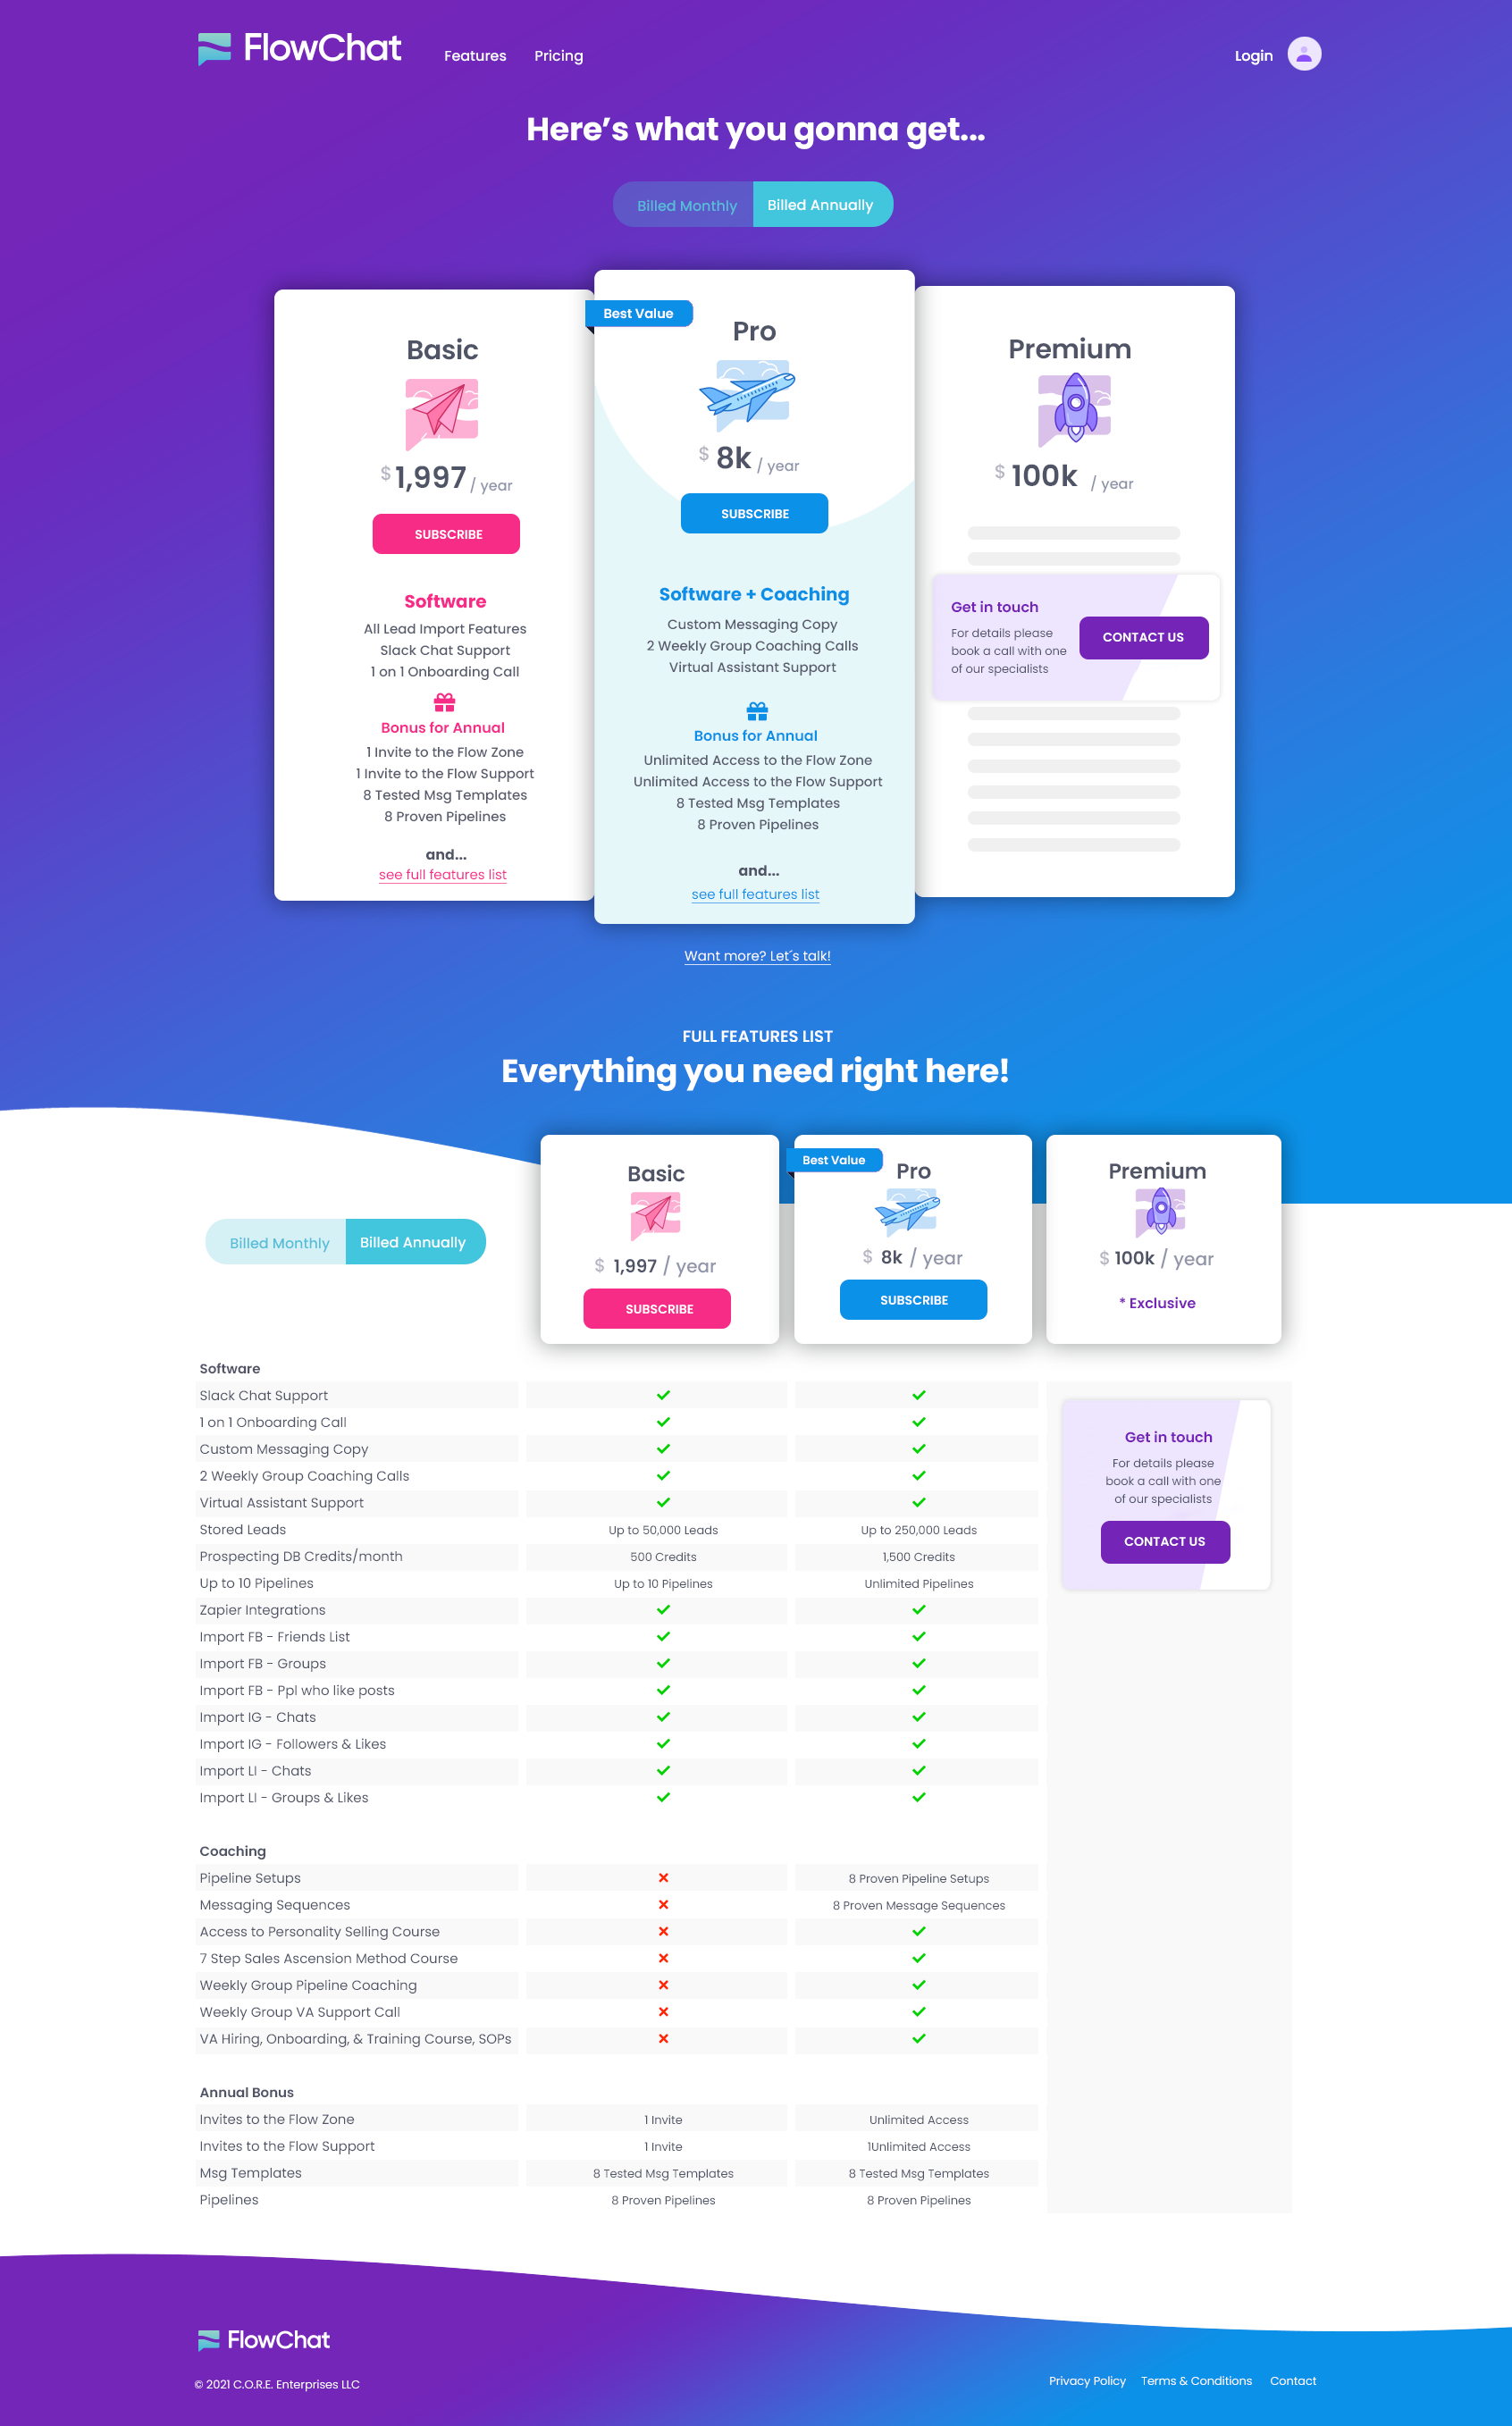 FlowChat
Features Pricing Login
Here's what you gonna get...
Billed Monthly Billed Annually
Basic
$ 1,997 / year
SUBSCRIBE
Software
All Lead Import Features
Slack Chat Support
1 on 1 Onboarding Call
Bonus for Annual
1 Invite to the Flow Zone
1 Invite to the Flow Support
8 Tested Msg Templates
8 Proven Pipelines
and...
see full features list
Best Value
Pro
$ 8k / year
SUBSCRIBE
Software + Coaching
Custom Messaging Copy
2 Weekly Group Coaching Calls
Virtual Assistant Support
Bonus for Annual
Unlimited Access to the Flow Zone
Unlimited Access to the Flow Support
8 Tested Msg Templates
8 Proven Pipelines
and...
see full features list
Premium
$ 100k / year
Get in touch
For details please
book a call with one
of our specialists
CONTACT US
Want more? Let´s talk!
FULL FEATURES LIST
Everything you need right here!
Billed Monthly Billed Annually
Basic
$ 1,997 / year
SUBSCRIBE
Best Value
Pro
$ 8k / year
SUBSCRIBE
Premium
$ 100k / year
* Exclusive
Software
Slack Chat Support
1 on 1 Onboarding Call
Custom Messaging Copy
2 Weekly Group Coaching Calls
Virtual Assistant Support
Stored Leads Up to 50,000 Leads Up to 250,000 Leads
Prospecting DB Credits/month 500 Credits 1,500 Credits
Up to 10 Pipelines Up to 10 Pipelines Unlimited Pipelines
Zapier Integrations
Import FB - Friends List
Import FB - Groups
Import FB - Ppl who like posts
Import IG - Chats
Import IG - Followers & Likes
Import LI - Chats
Import LI - Groups & Likes
Get in touch
For details please
book a call with one
of our specialists
CONTACT US
Coaching
Pipeline Setups 8 Proven Pipeline Setups
Messaging Sequences 8 Proven Message Sequences
Access to Personality Selling Course
7 Step Sales Ascension Method Course
Weekly Group Pipeline Coaching
Weekly Group VA Support Call
VA Hiring, Onboarding, & Training Course, SOPs
Annual Bonus
Invites to the Flow Zone 1 Invite Unlimited Access
Invites to the Flow Support 1 Invite 1Unlimited Access
Msg Templates 8 Tested Msg Templates 8 Tested Msg Templates
Pipelines 8 Proven Pipelines 8 Proven Pipelines
FlowChat
© 2021 C.O.R.E. Enterprises LLC
Privacy Policy Terms & Conditions Contact